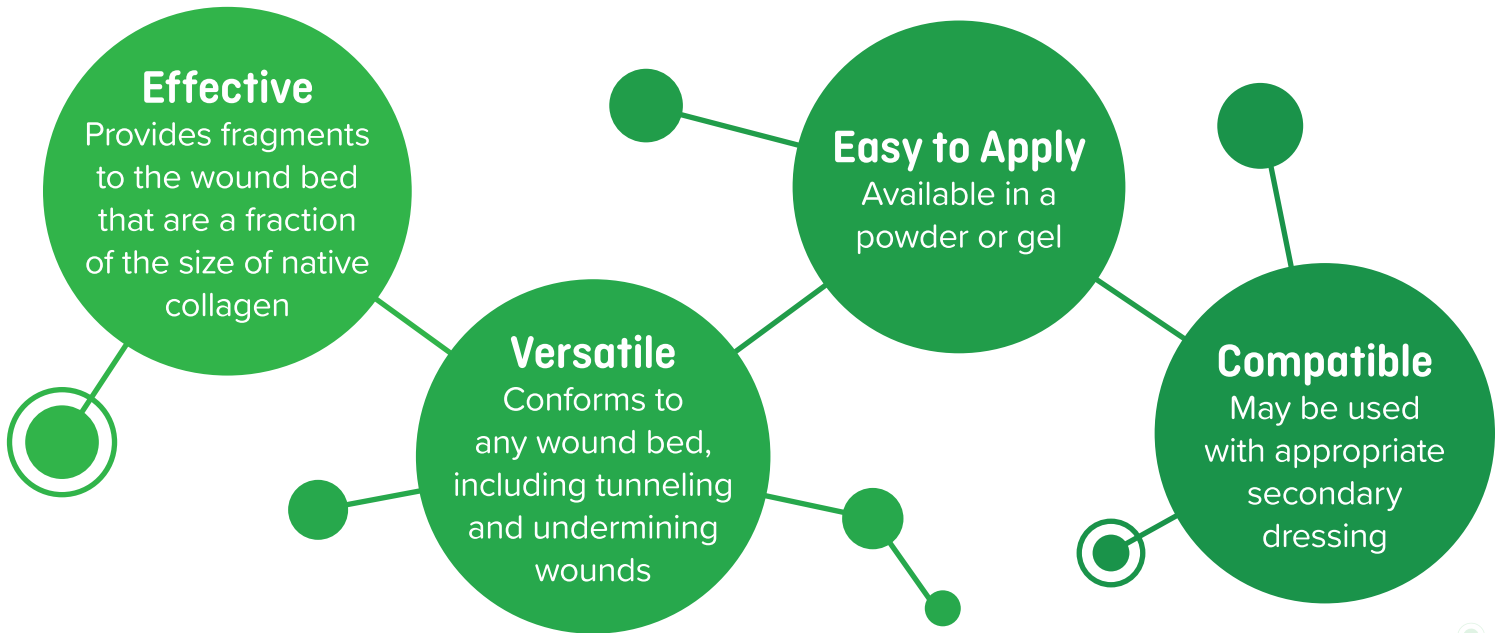 Effective
Provides fragments
to the wound bed
that are a fraction
of the size of native
collagen
Versatile
Conforms to
any wound bed,
including tunneling
and undermining
wounds
Easy to Apply
Available in a
powder or gel
Compatible
May be used
with appropriate
secondary
dressing